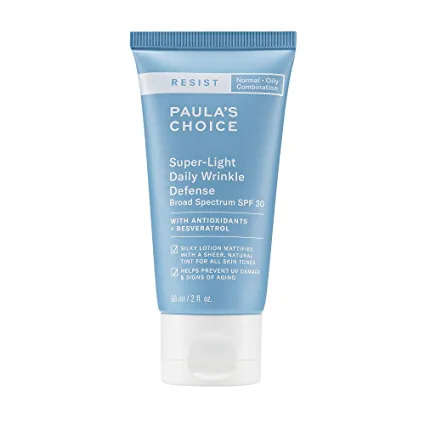 RESIST
Normal - Oily
Combination
PAULA'S
CHOICE
Super-Light
Daily Wrinkle
Defense
Broad Spectrum SPF 30
WITH ANTIOXIDANTS
+ RESVERATROL
SILKY LOTION MATTIFIES
WITH A SHEER, NATURAL
TINT FOR ALL SKIN TONES
HELPS PREVENT UV DAMAGE
& SIGNS OF AGING
60 ml / 2 fl. oz.